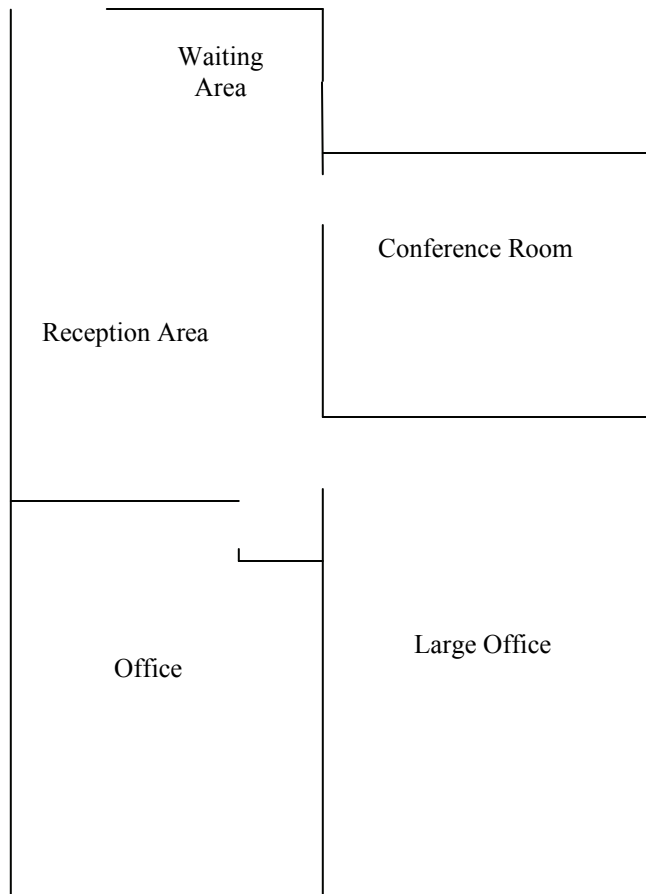 Waiting
Area
Conference Room
Reception Area
Large Office
Office